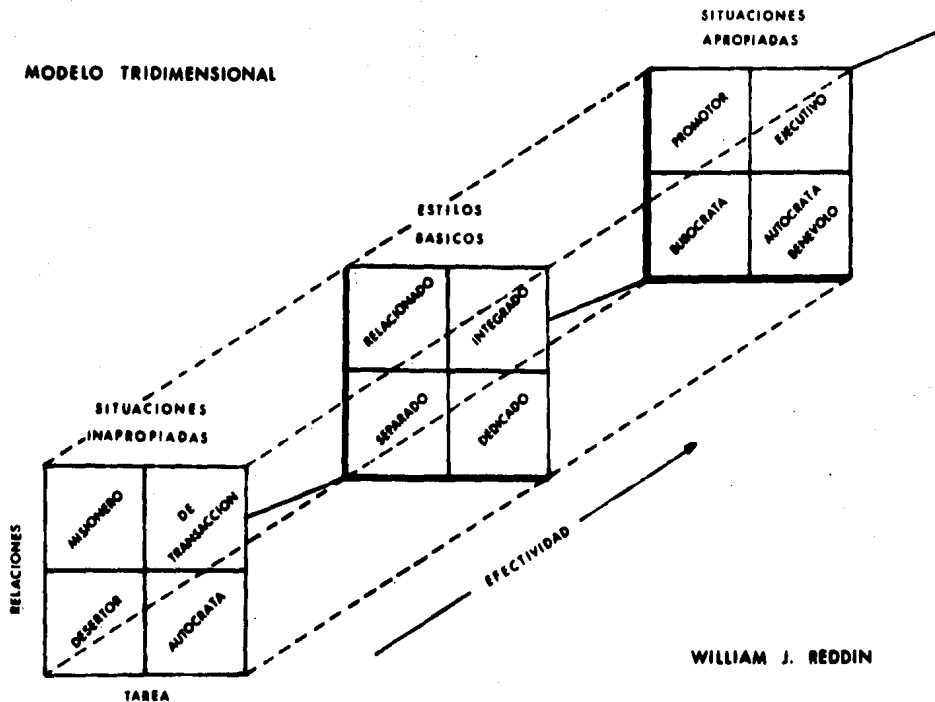 SITUACIONES
APROPIADAS
MODELO TRIDIMENSIONAL
PROMOTOR
EJECUTIVO
BUROCRATA
AUTOCRATA
BENEVOLO
ESTILOS
BASICOS
RELACIONADO
INTEGRADO
SEPARADO
DEDICADO
SITUACIONES
INAPROPIADAS
MISIONERO
DE
TRANSACCION
DESERTOR
AUTOCRATA
RELACIONES
TAREA
EFECTIVIDAD
WILLIAM J. REDDIN